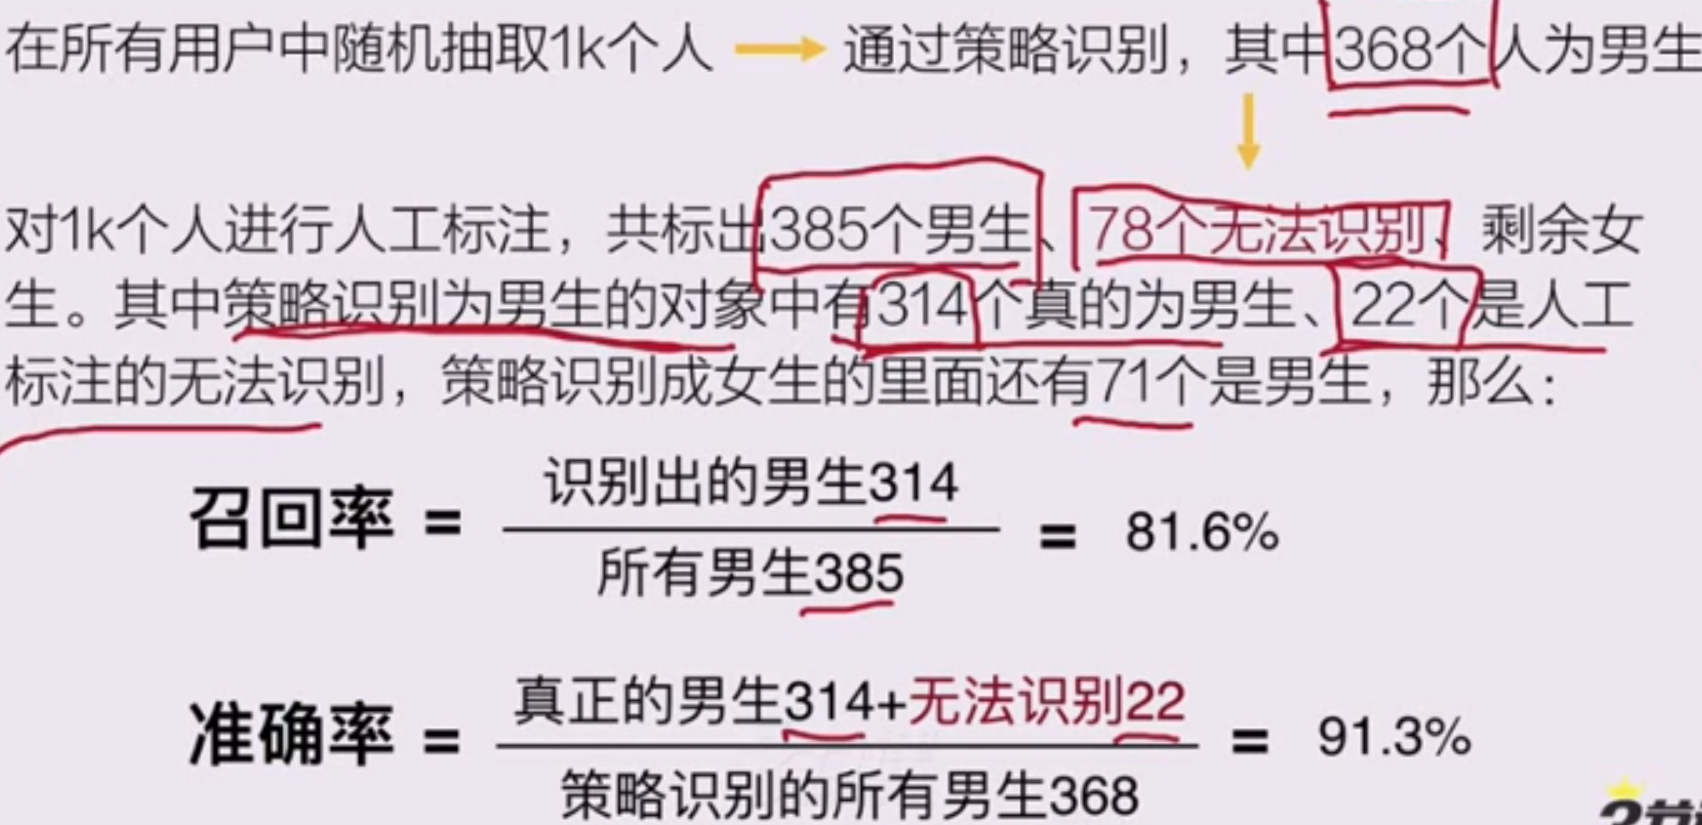 在所有用户中随机抽取1k个人 → 通过策略识别，其中368个人为男生
对1k个人进行人工标注，共标出385个男生、78个无法识别、剩余女
生。其中策略识别为男生的对象中有314个真的为男生、22个是人工
标注的无法识别，策略识别成女生的里面还有71个是男生，那么：
识别出的男生314
召回率 = = 81.6%
所有男生385
真正的男生314+无法识别22
准确率 = = 91.3%
策略识别的所有男生368